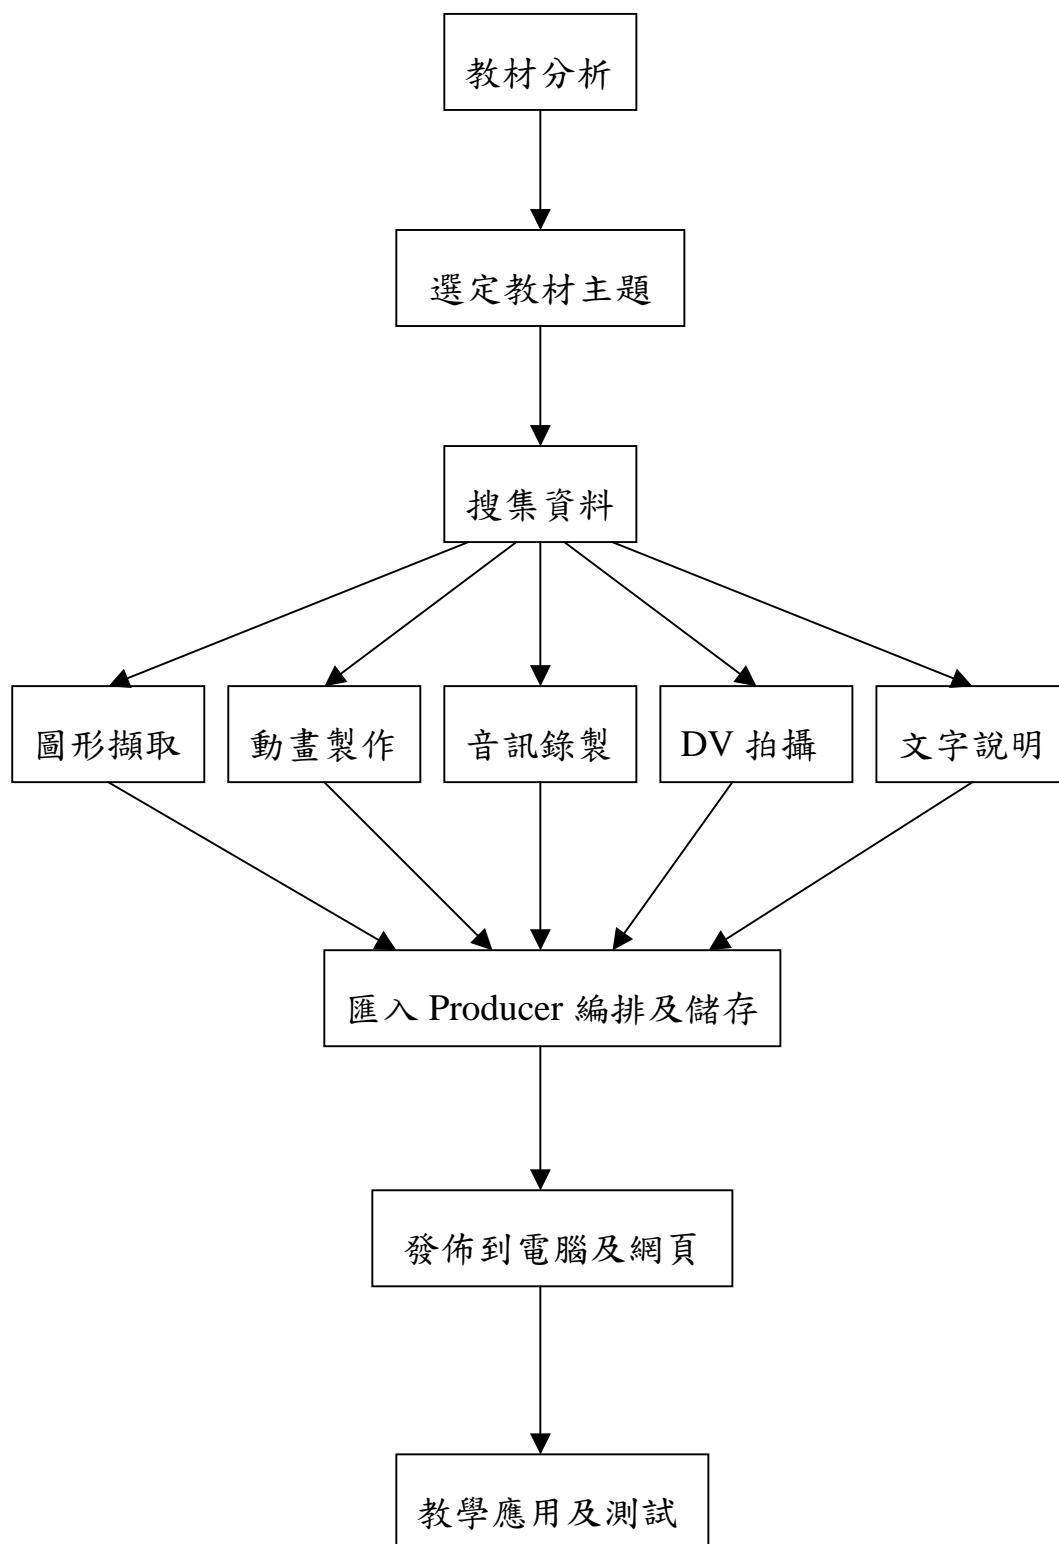 教材分析
選定教材主題
搜集資料
圖形擷取
動畫製作
音訊錄製
DV 拍攝
文字說明
匯入 Producer 編排及儲存
發佈到電腦及網頁
教學應用及測試